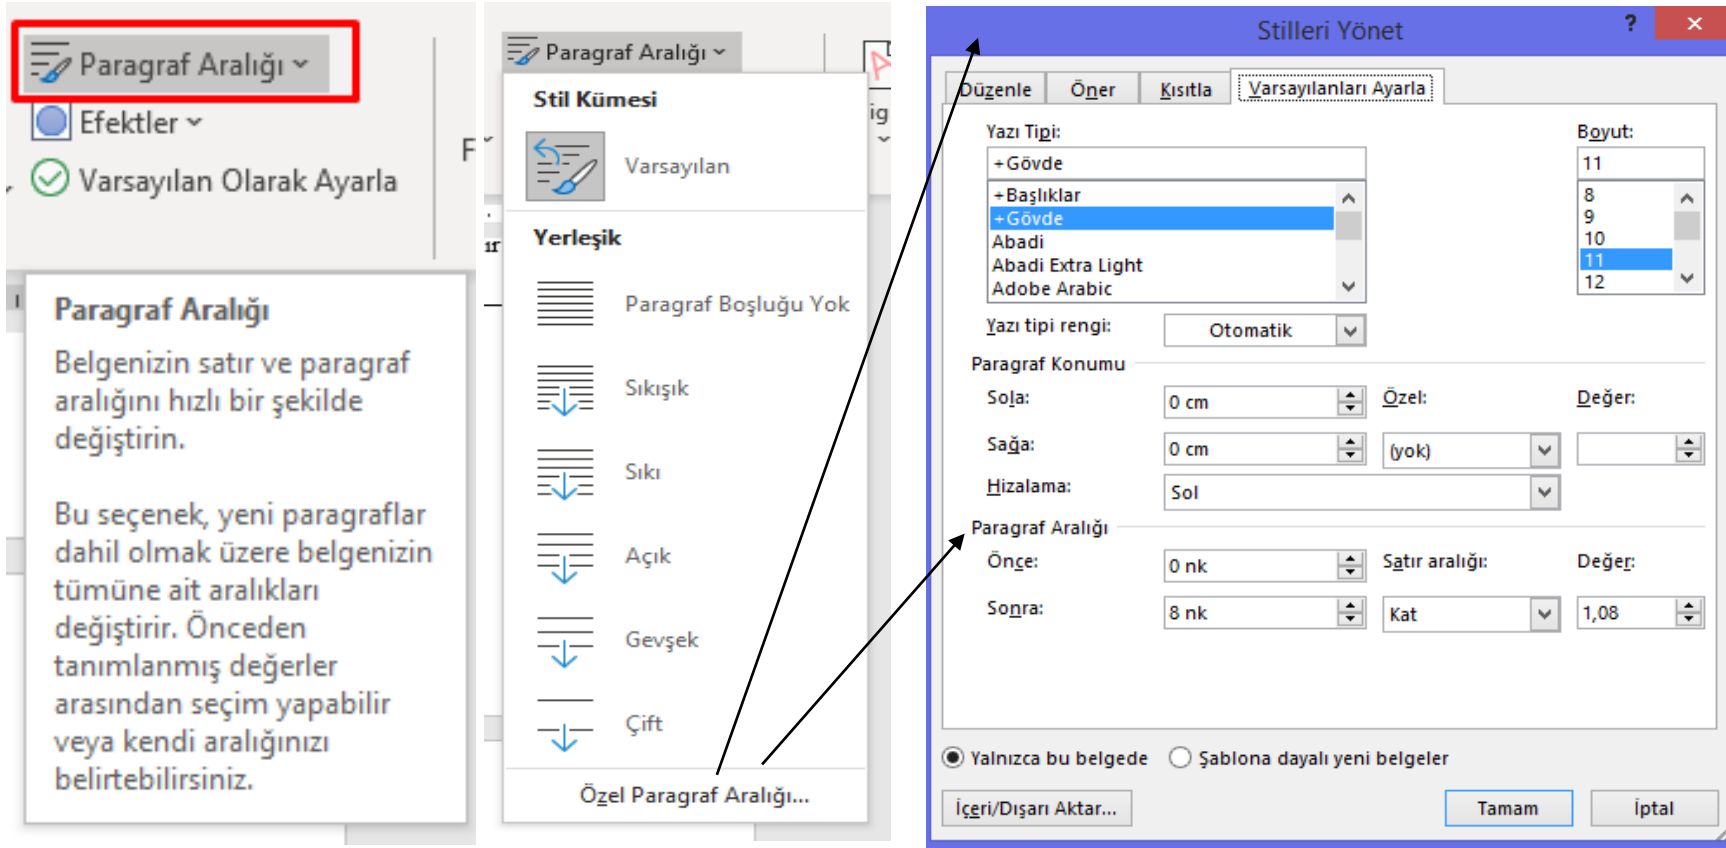 Paragraf Aralığı
Efektler
Varsayılan Olarak Ayarla
F
Paragraf Aralığı
Belgenizin satır ve paragraf
aralığını hızlı bir şekilde
değiştirin.
Bu seçenek, yeni paragraflar
dahil olmak üzere belgenizin
tümüne ait aralıkları
değiştirir. Önceden
tanımlanmış değerler
arasından seçim yapabilir
veya kendi aralığınızı
belirtebilirsiniz.
Paragraf Aralığı
Stil Kümesi
Varsayılan
Yerleşik
Paragraf Boşluğu Yok
Sıkışık
Sıkı
Açık
Gevşek
Çift
Özel Paragraf Aralığı...
Stilleri Yönet
Düzenle Öner Kısıtla Varsayılanları Ayarla
Yazı Tipi: Boyut:
+Gövde 11
+Başlıklar 8
+Gövde 9
Abadi 10
Abadi Extra Light 11
Adobe Arabic 12
Yazı tipi rengi: Otomatik
Paragraf Konumu
Sola: 0 cm Özel: Değer:
Sağa: 0 cm (yok)
Hizalama: Sol
Paragraf Aralığı
Önce: 0 nk Satır aralığı: Değer:
Sonra: 8 nk Kat 1,08
Yalnızca bu belgede Şablona dayalı yeni belgeler
İçeri/Dışarı Aktar... Tamam İptal